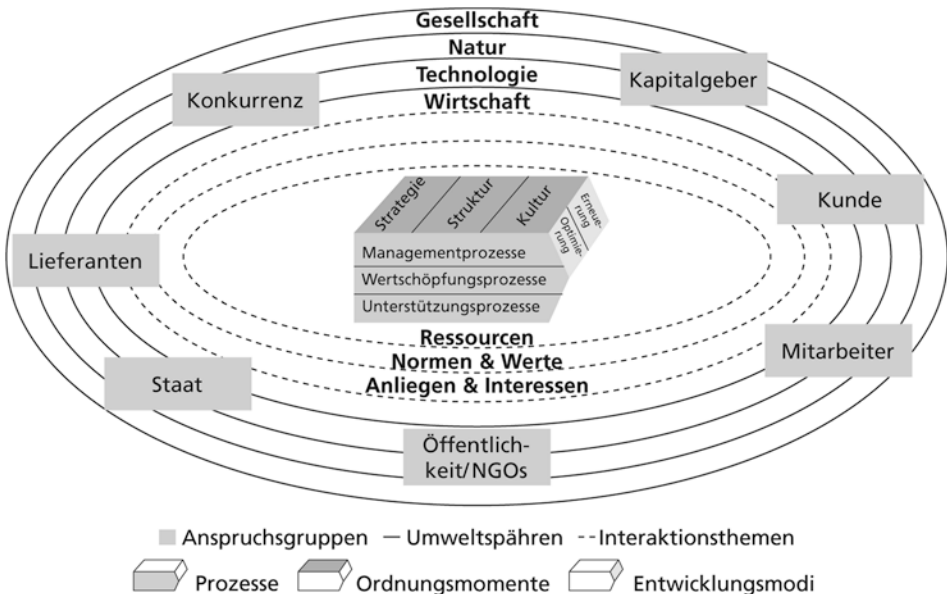 Gesellschaft
Natur
Technologie
Wirtschaft
Konkurrenz
Kapitalgeber
Kunde
Lieferanten
Strategie
Struktur
Kultur
Erneue-
rung
Optimie-
rung
Managementprozesse
Wertschöpfungsprozesse
Unterstützungsprozesse
Ressourcen
Normen & Werte
Anliegen & Interessen
Mitarbeiter
Staat
Öffentlich-
keit/NGOs
Anspruchsgruppen
Umweltspähren
Interaktionsthemen
Prozesse
Ordnungsmomente
Entwicklungsmodi